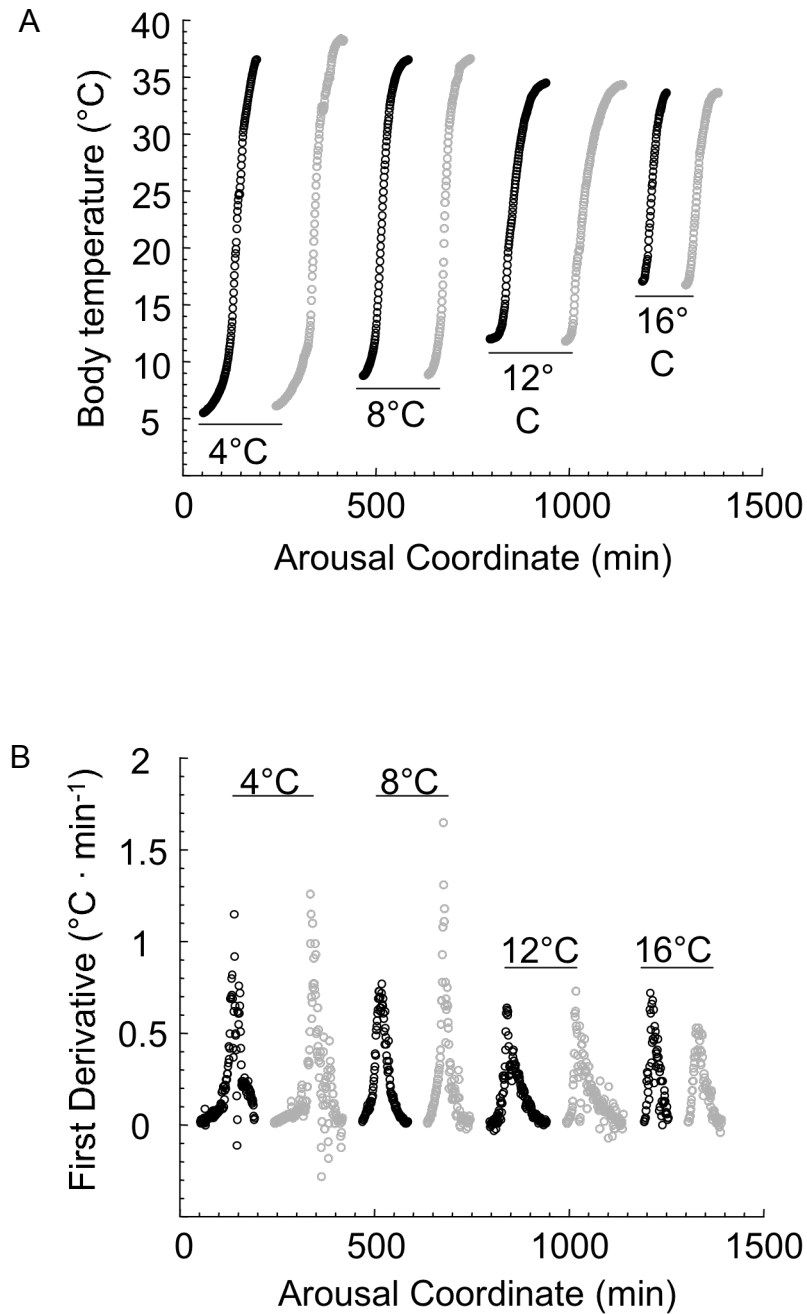 A
40
35
30
25
20
15
10
5
Body temperature (°C)
4°C
8°C
12°
C
16°
C
0 500 1000 1500
Arousal Coordinate (min)
B
2
1.5
1
0.5
0
First Derivative (°C · min-1)
4°C
8°C
12°C
16°C
0 500 1000 1500
Arousal Coordinate (min)